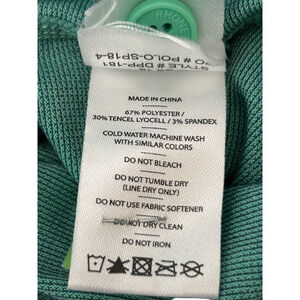 RHONE
PO # POLO-SP18-4
STYLE# DPP-181
MADE IN CHINA
67% POLYESTER /
30% TENCEL LYOCELL / 3% SPANDEX
COLD WATER MACHINE WASH
WITH SIMILAR COLORS
DO NOT BLEACH
DO NOT TUMBLE DRY
(LINE DRY ONLY)
DO NOT USE FABRIC SOFTENER
DO NOT DRY CLEAN
DO NOT IRON